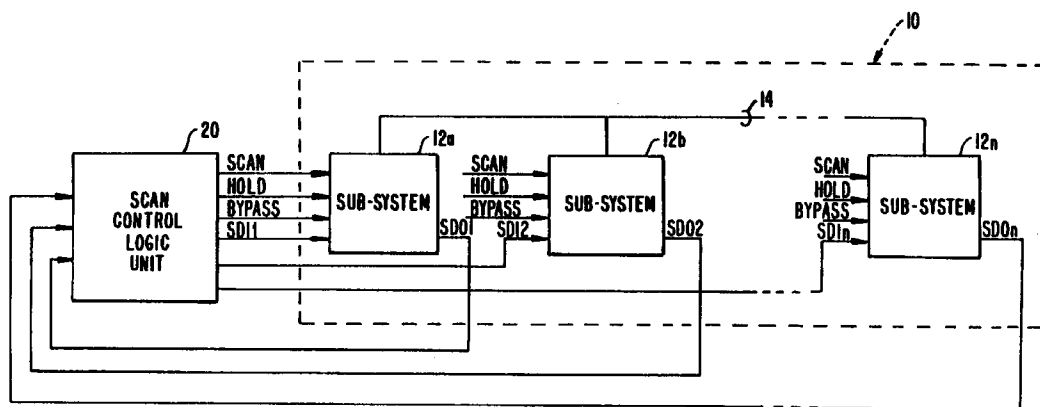 10
14
20
12a
12b
12n
SCAN
CONTROL
LOGIC
UNIT
SCAN
HOLD
BYPASS
SDI1
SUB-SYSTEM
SDO1
SCAN
HOLD
BYPASS
SDI2
SUB-SYSTEM
SDO2
SCAN
HOLD
BYPASS
SDIn
SUB-SYSTEM
SDOn